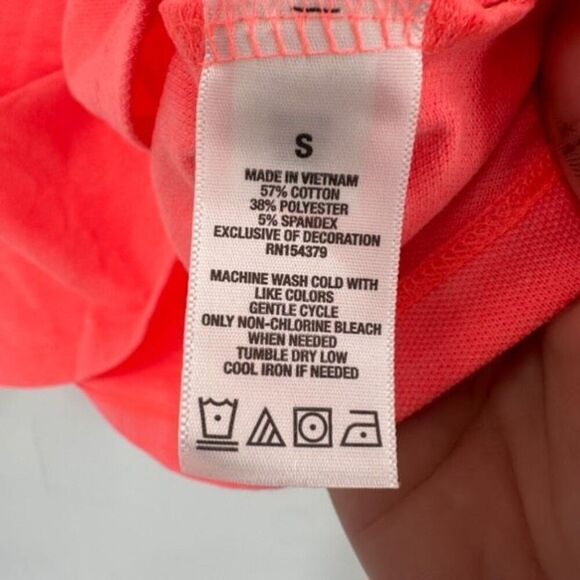 S
MADE IN VIETNAM
57% COTTON
38% POLYESTER
5% SPANDEX
EXCLUSIVE OF DECORATION
RN154379
MACHINE WASH COLD WITH
LIKE COLORS
GENTLE CYCLE
ONLY NON-CHLORINE BLEACH
WHEN NEEDED
TUMBLE DRY LOW
COOL IRON IF NEEDED